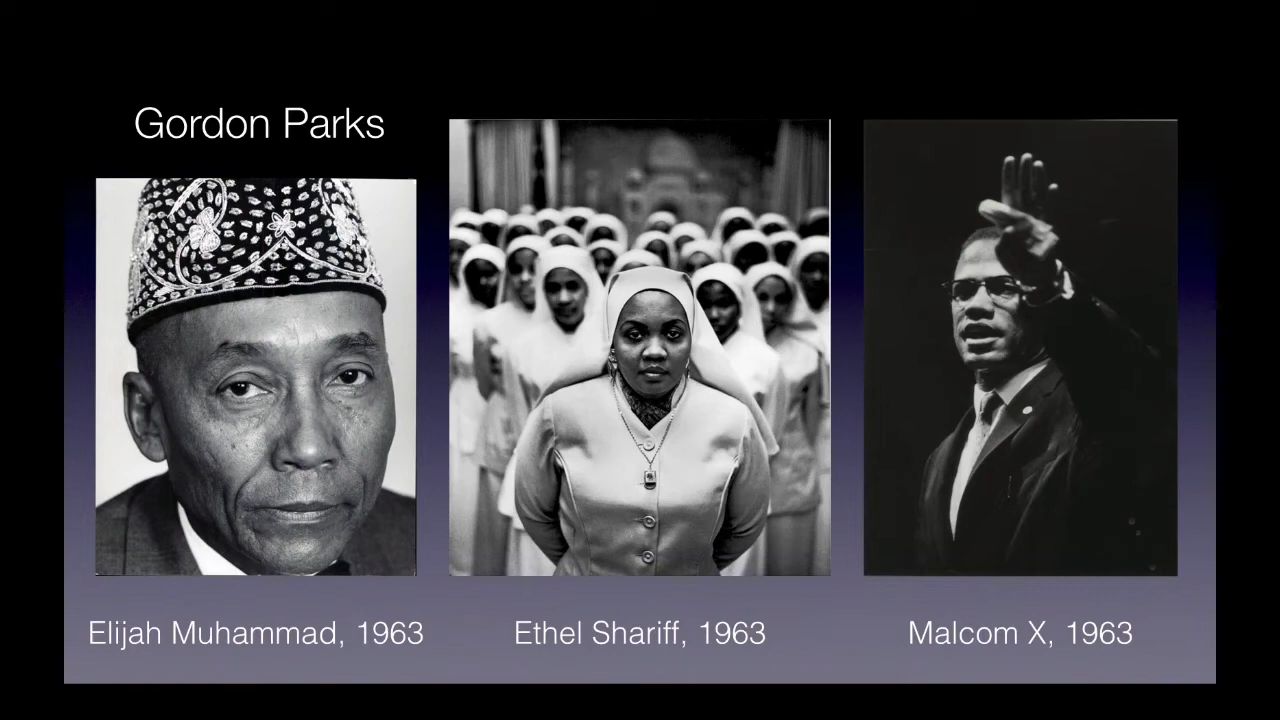 Gordon Parks
Elijah Muhammad, 1963
Ethel Shariff, 1963
Malcom X, 1963